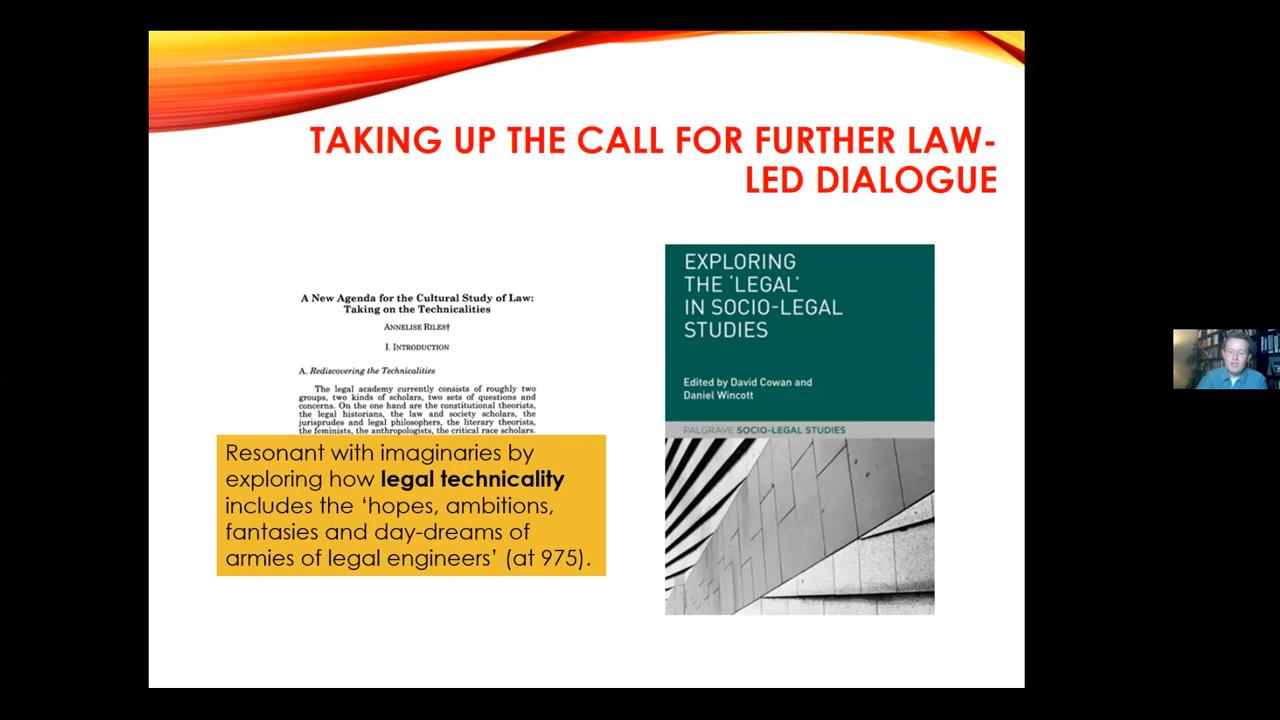 TAKING UP THE CALL FOR FURTHER LAW-
LED DIALOGUE
A New Agenda for the Cultural Study of Law:
Taking on the Technicalities
ANNELISE RILES†
I. INTRODUCTION
A. Rediscovering the Technicalities
The legal academy currently consists of roughly two
groups, two kinds of scholars, two sets of questions and
concerns. On the one hand are the constitutional theorists,
the legal historians, the law and society scholars, the
jurisprudes and legal philosophers, the literary theorists,
the feminists, the anthropologists, the critical race scholars.
Resonant with imaginaries by
exploring how legal technicality
includes the ‘hopes, ambitions,
fantasies and day-dreams of
armies of legal engineers’ (at 975).
EXPLORING
THE 'LEGAL'
IN SOCIO-LEGAL
STUDIES
Edited by David Cowan and
Daniel Wincott
PALGRAVE SOCIO-LEGAL STUDIES